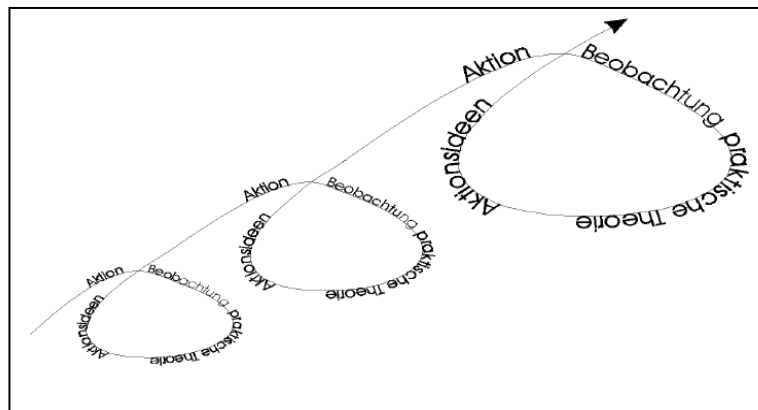 Aktion
Beobachtung
praktische Theorie
Aktionsideen
Aktion
Beobachtung
praktische Theorie
Aktionsideen
Aktion
Beobachtung
praktische Theorie
Aktionsideen